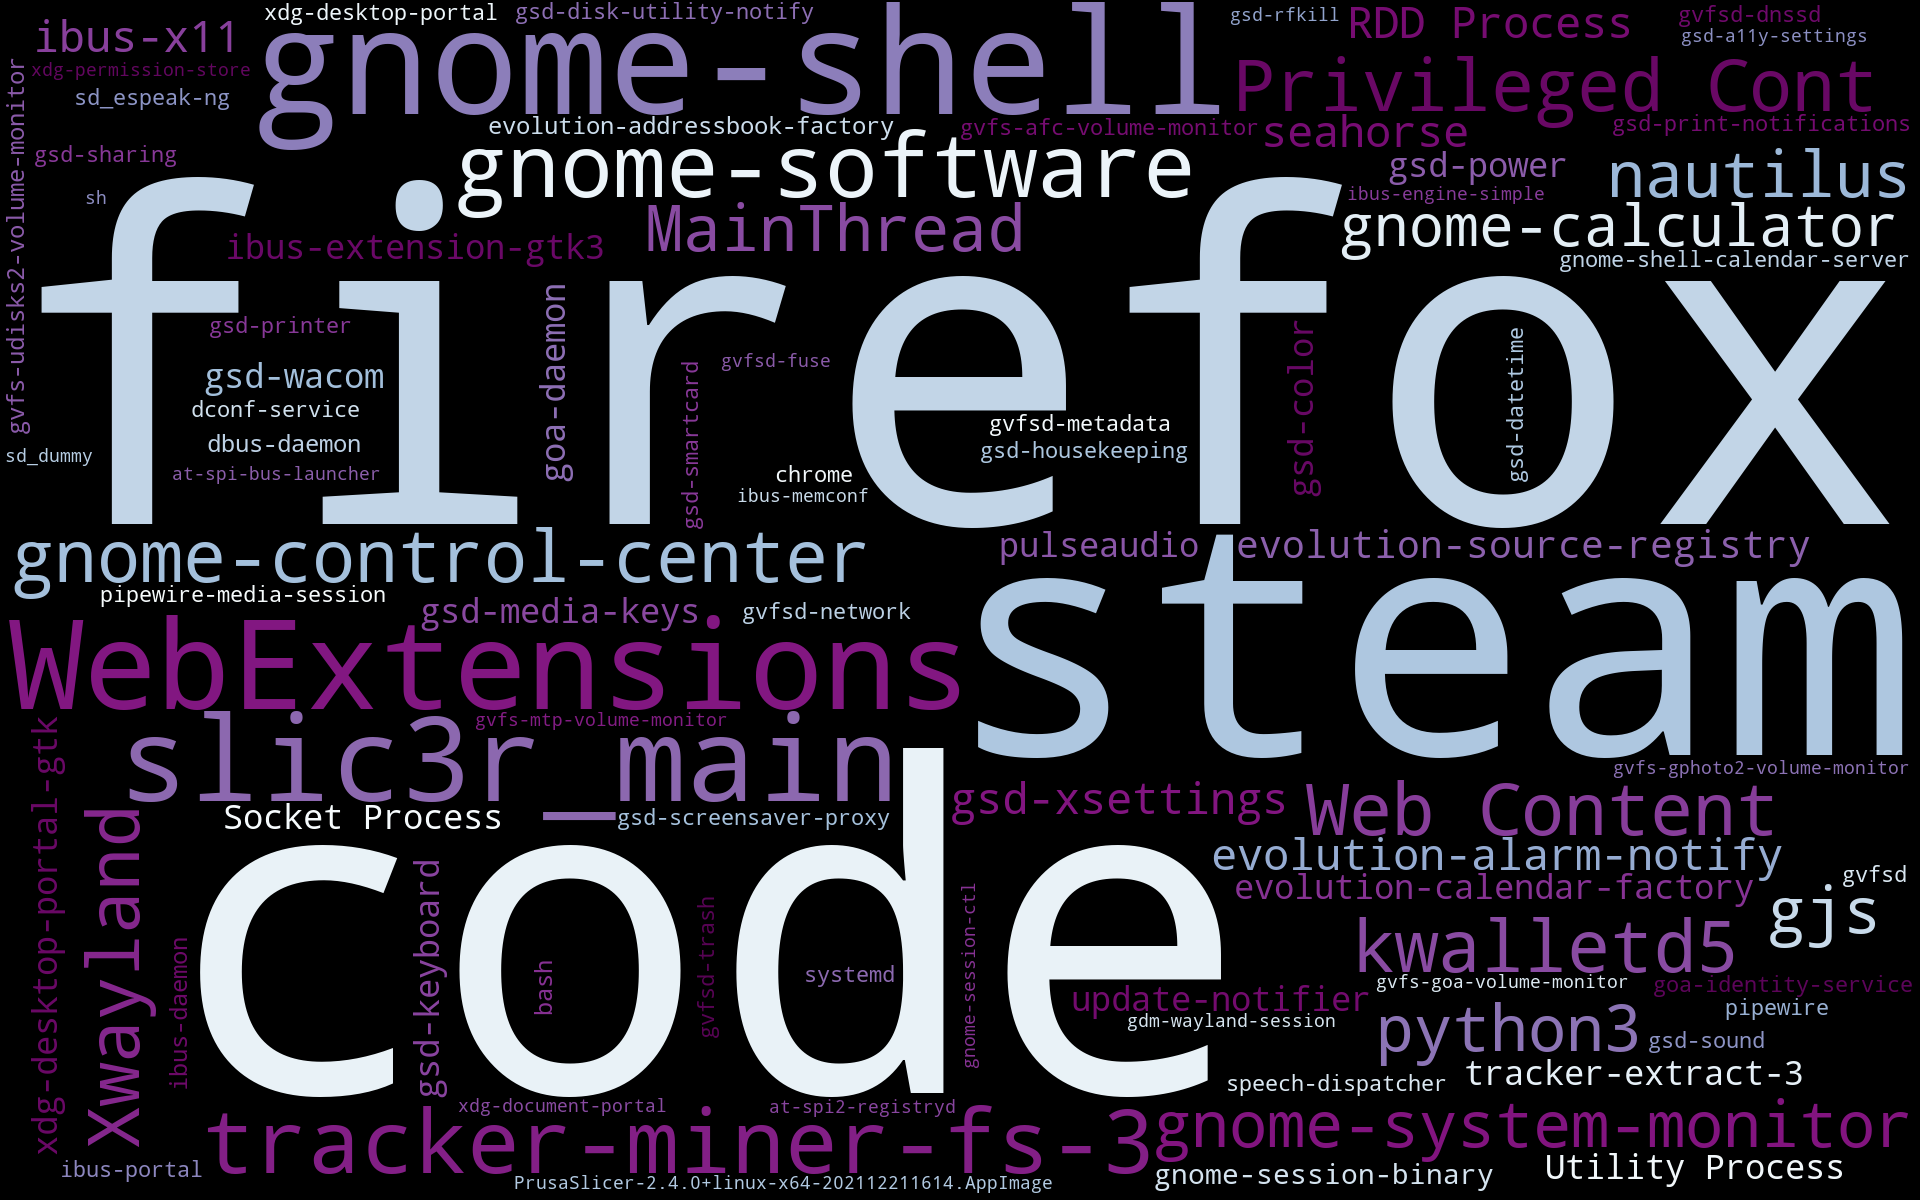 xdg-desktop-portal
gsd-disk-utility-notify
gsd-rfkill
RDD Process
gvfsd-dnssd
gsd-a11y-settings
ibus-x11
gnome-shell
xdg-permission-store
Privileged Cont
sd_espeak-ng
evolution-addressbook-factory
gvfs-afc-volume-monitor
seahorse
gsd-print-notifications
gvfs-udisks2-volume-monitor
gsd-sharing
gnome-software
gsd-power
nautilus
ibus-engine-simple
sh
MainThread
gnome-calculator
ibus-extension-gtk3
gnome-shell-calendar-server
firefox
gsd-printer
goa-daemon
gvfsd-fuse
gsd-smartcard
gsd-color
gsd-datetime
gsd-wacom
dconf-service
dbus-daemon
gvfsd-metadata
gsd-housekeeping
sd_dummy
at-spi-bus-launcher
chrome
ibus-memconf
gnome-control-center
pulseaudio
evolution-source-registry
pipewire-media-session
gsd-media-keys
gvfsd-network
steam
WebExtensions
gvfs-mtp-volume-monitor
slic3r_main
gvfs-gphoto2-volume-monitor
xdg-desktop-portal-gtk
Xwayland
Socket Process
gsd-screensaver-proxy
gsd-xsettings
Web Content
evolution-alarm-notify
evolution-calendar-factory
gvfsd
gjs
code
ibus-daemon
gsd-keyboard
bash
gvfsd-trash
systemd
gnome-session-ctl
kwalletd5
gvfs-goa-volume-monitor
goa-identity-service
update-notifier
pipewire
gdm-wayland-session
python3
gsd-sound
speech-dispatcher
tracker-extract-3
xdg-document-portal
at-spi2-registryd
tracker-miner-fs-3
gnome-system-monitor
ibus-portal
PrusaSlicer-2.4.0+linux-x64-202112211614.AppImage
gnome-session-binary
Utility Process